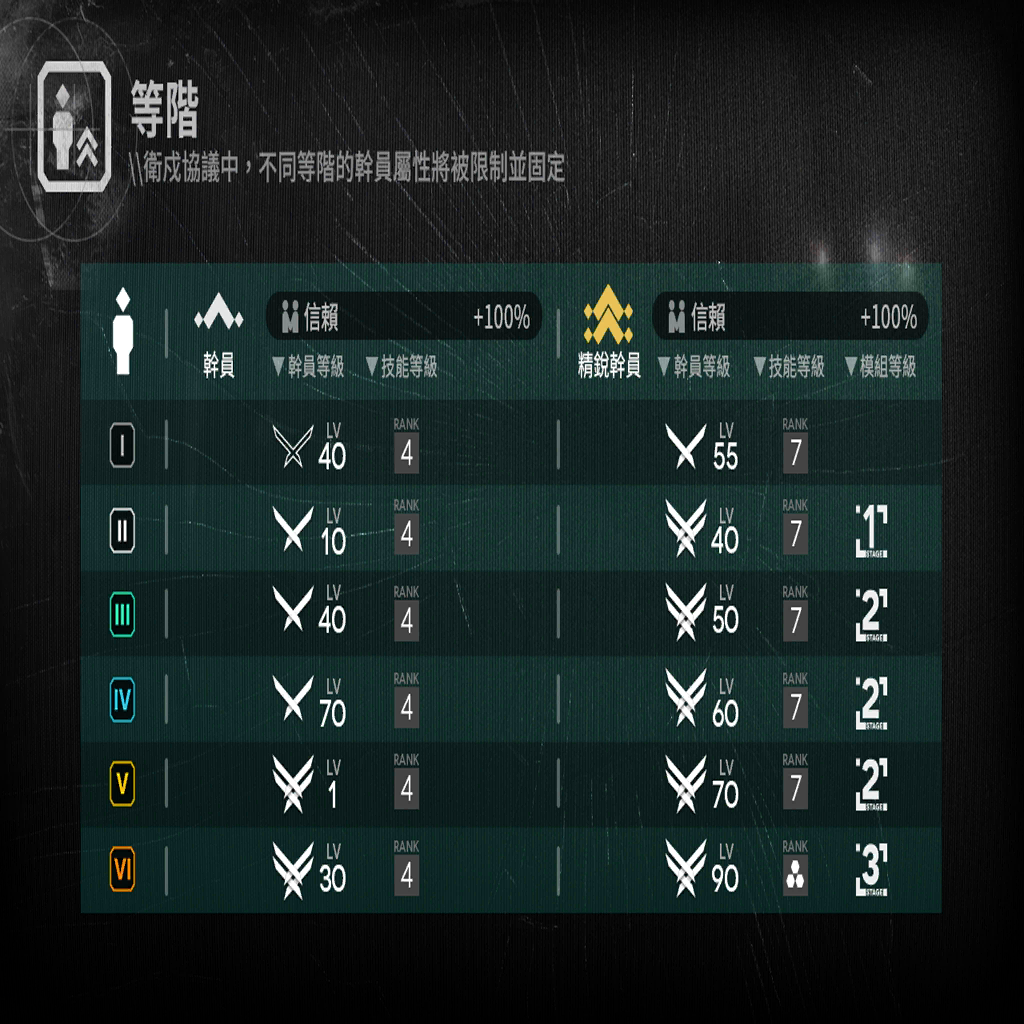 等階
\\衛戍協議中，不同等階的幹員屬性將被限制並固定
信賴 +100% 信賴 +100%
幹員 ▼幹員等級 ▼技能等級 精銳幹員 ▼幹員等級 ▼技能等級 ▼模組等級
I LV 40 RANK 4 LV 55 RANK 7
II LV 10 RANK 4 LV 40 RANK 7 1 STAGE
III LV 40 RANK 4 LV 50 RANK 7 2 STAGE
IV LV 70 RANK 4 LV 60 RANK 7 2 STAGE
V LV 1 RANK 4 LV 70 RANK 7 2 STAGE
VI LV 30 RANK 4 LV 90 RANK 3 STAGE